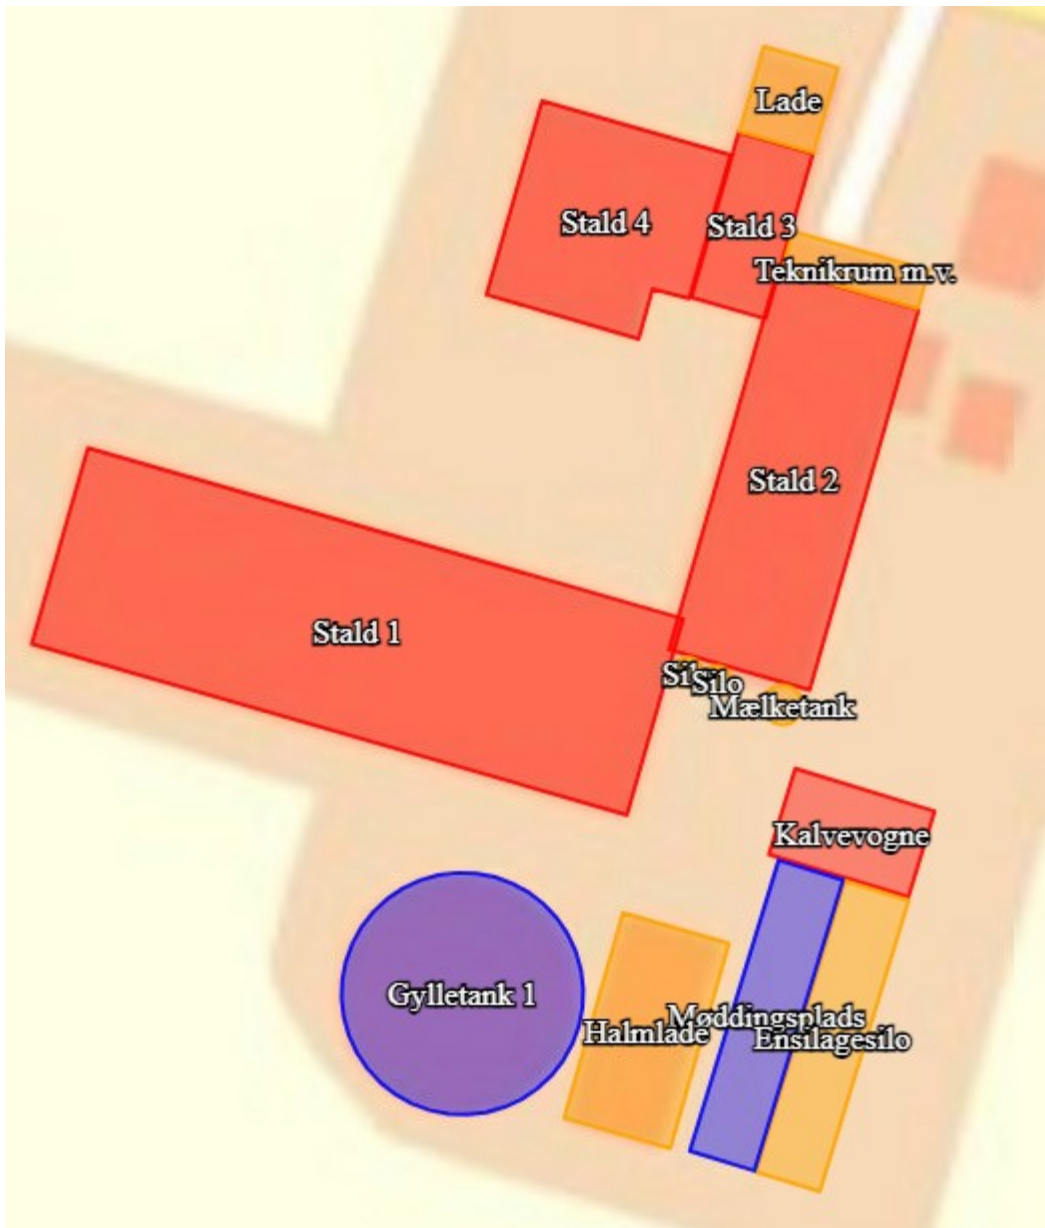 Lade
Stald 4
Stald 3
Teknikrum m.v.
Stald 2
Stald 1
Silo
Mælketank
Kalvevogne
Gylletank 1
Møddingsplads
Halmlade
Ensilagesilo